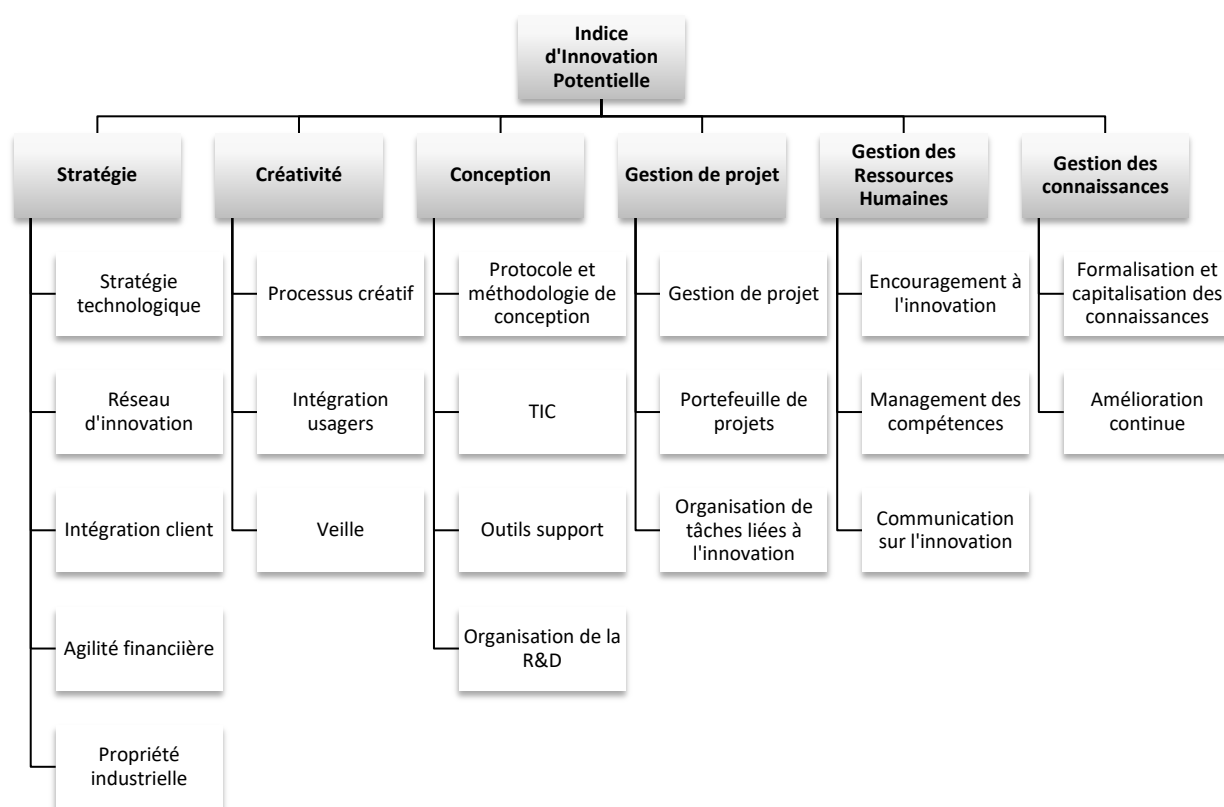 Indice
d'Innovation
Potentielle
Stratégie
Créativité
Conception
Gestion de projet
Gestion des
Ressources
Humaines
Gestion des
connaissances
Stratégie
technologique
Réseau
d'innovation
Intégration client
Agilité financiière
Propriété
industrielle
Processus créatif
Intégration
usagers
Veille
Protocole et
méthodologie de
conception
TIC
Outils support
Organisation de la
R&D
Gestion de projet
Portefeuille de
projets
Organisation de
tâches liées à
l'innovation
Encouragement à
l'innovation
Management des
compétences
Communication
sur l'innovation
Formalisation et
capitalisation des
connaissances
Amélioration
continue